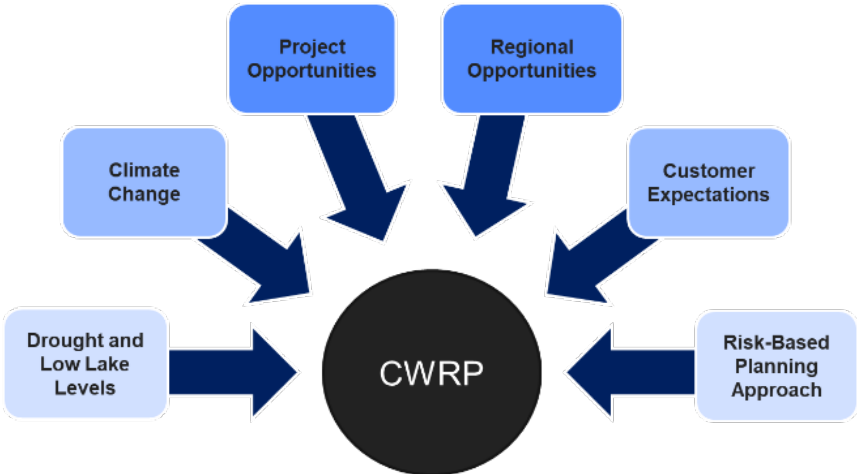 Project
Opportunities
Regional
Opportunities
Climate
Change
Customer
Expectations
Drought and
Low Lake
Levels
CWRP
Risk-Based
Planning
Approach